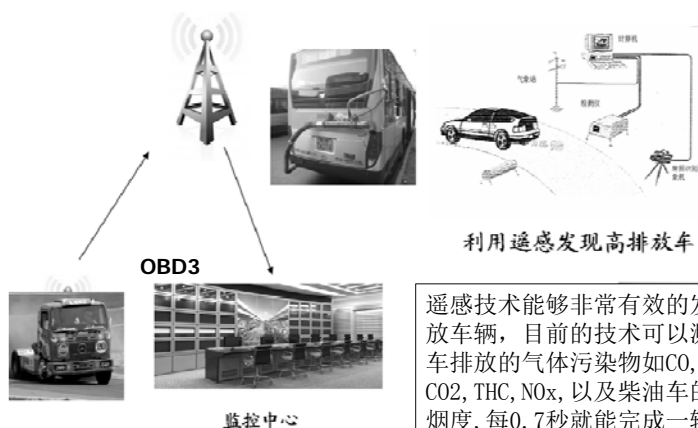 计算机
气象站
检测仪
利用遥感发现高排放车
OBD3
监控中心
遥感技术能够非常有效的发
放车辆，目前的技术可以测
车排放的气体污染物如CO,
CO2,THC,NOx,以及柴油车的
烟度,每0.7秒就能完成一辆